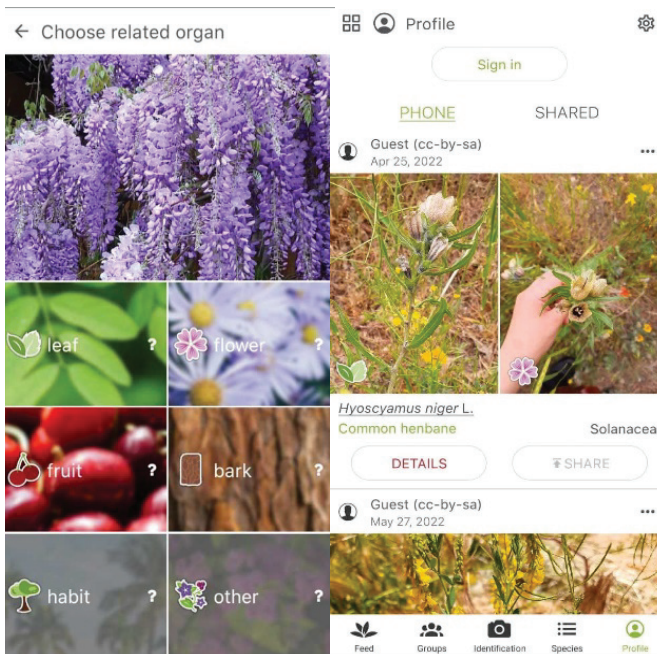 ← Choose related organ
leaf ?
flower ?
fruit ?
bark ?
habit ?
other ?
Profile
Sign in
PHONE SHARED
Guest (cc-by-sa)
Apr 25, 2022
Hyoscyamus niger L.
Common henbane Solanacea
DETAILS SHARE
Guest (cc-by-sa)
May 27, 2022
Feed Groups Identification Species Profile